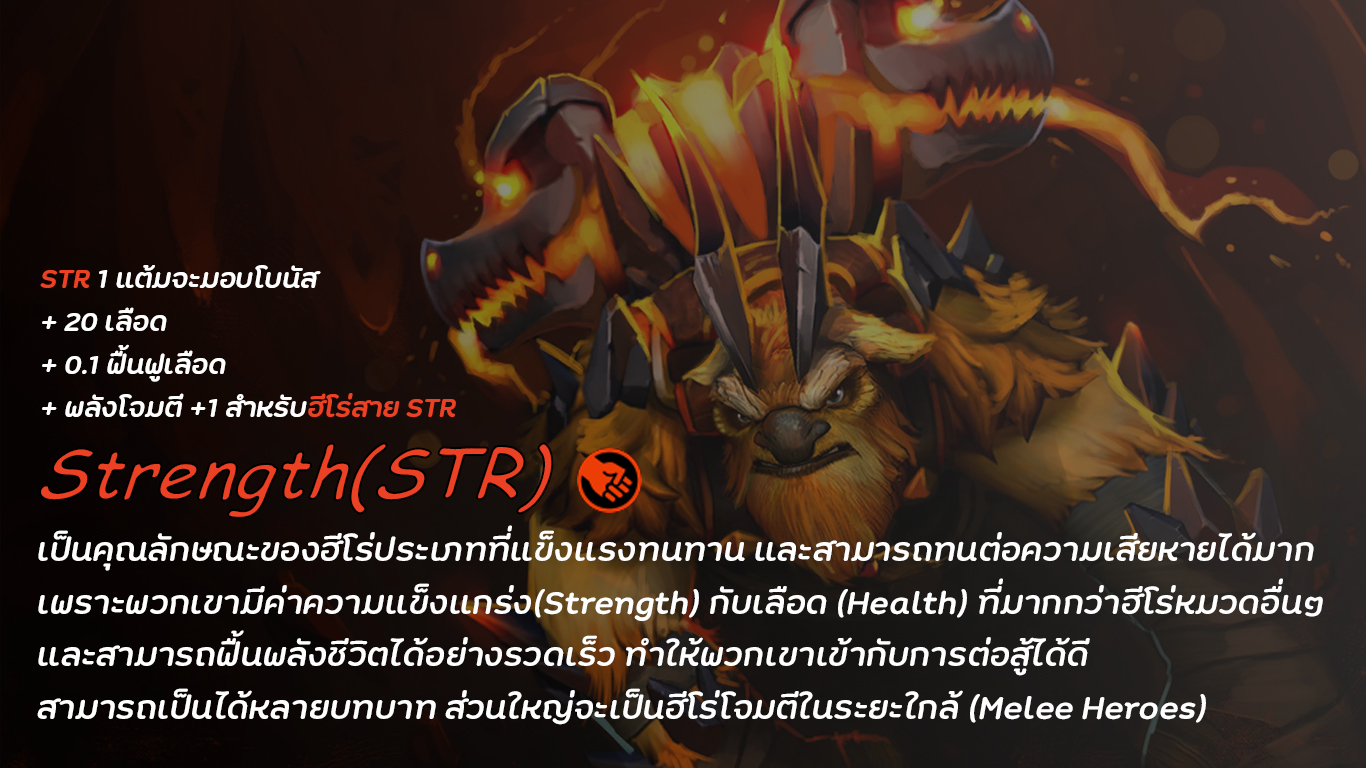 STR 1 แต้มจะมอบโบนัส
+ 20 เลือด
+ 0.1 ฟื้นฟูเลือด
+ พลังโจมตี +1 สำหรับฮีโร่สาย STR
Strength(STR)
เป็นคุณลักษณะของฮีโร่ประเภทที่แข็งแรงทนทาน และสามารถทนต่อความเสียหายได้มาก
เพราะพวกเขามีค่าความแข็งแกร่ง(Strength) กับเลือด (Health) ที่มากกว่าฮีโร่หมวดอื่นๆ
และสามารถฟื้นพลังชีวิตได้อย่างรวดเร็ว ทำให้พวกเขาเข้ากับการต่อสู้ได้ดี
สามารถเป็นได้หลายบทบาท ส่วนใหญ่จะเป็นฮีโร่โจมตีในระยะใกล้ (Melee Heroes)